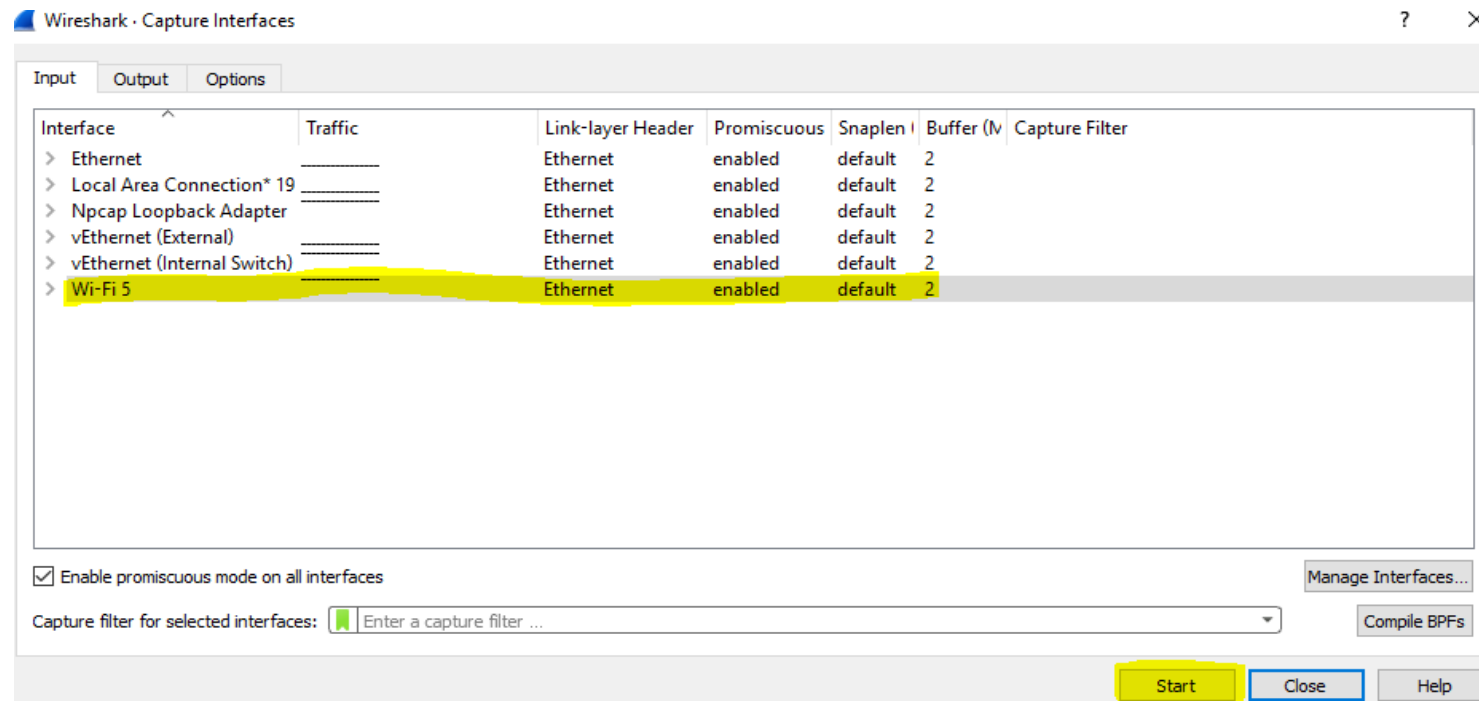 Wireshark · Capture Interfaces ?
Input Output Options
Interface Traffic Link-layer Header Promiscuous Snaplen ( Buffer (M Capture Filter
Ethernet Ethernet enabled default 2
Local Area Connection* 19 Ethernet enabled default 2
Npcap Loopback Adapter Ethernet enabled default 2
vEthernet (External) Ethernet enabled default 2
vEthernet (Internal Switch) Ethernet enabled default 2
Wi-Fi 5 Ethernet enabled default 2
Enable promiscuous mode on all interfaces Manage Interfaces...
Capture filter for selected interfaces: Enter a capture filter ... Compile BPFs
Start Close Help